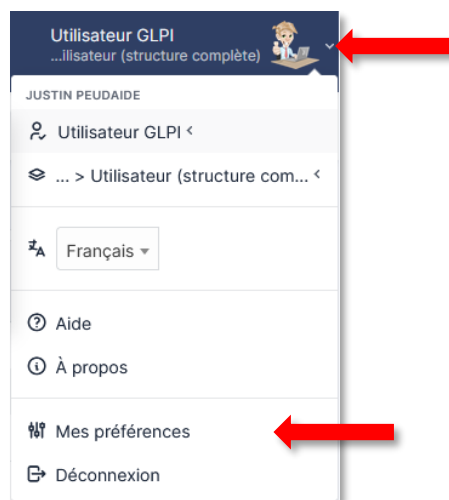 Utilisateur GLPI
...ilisateur (structure complète)
JUSTIN PEUDAIDE
Utilisateur GLPI
... > Utilisateur (structure com...
Français
Aide
À propos
Mes préférences
Déconnexion